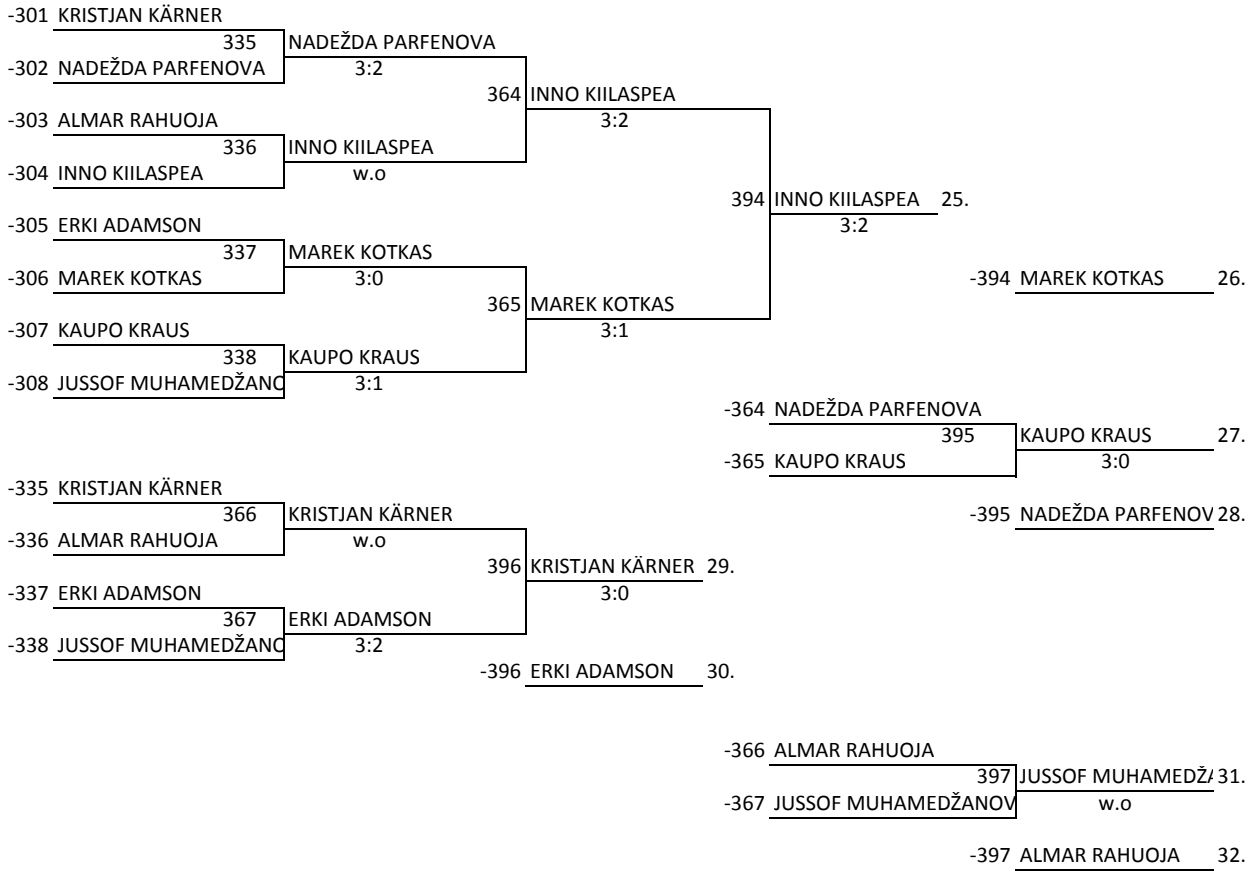 -301 KRISTJAN KÄRNER
335 NADEŽDA PARFENOVA
-302 NADEŽDA PARFENOVA 3:2
364 INNO KIILASPEA
-303 ALMAR RAHUOJA 3:2
336 INNO KIILASPEA
-304 INNO KIILASPEA w.o
394 INNO KIILASPEA 25.
-305 ERKI ADAMSON 3:2
337 MAREK KOTKAS
-306 MAREK KOTKAS 3:0 -394 MAREK KOTKAS 26.
365 MAREK KOTKAS
-307 KAUPO KRAUS 3:1
338 KAUPO KRAUS
-308 JUSSOF MUHAMEDŽANO 3:1
-364 NADEŽDA PARFENOVA
395 KAUPO KRAUS 27.
-365 KAUPO KRAUS 3:0
-335 KRISTJAN KÄRNER
366 KRISTJAN KÄRNER -395 NADEŽDA PARFENOV 28.
-336 ALMAR RAHUOJA w.o
396 KRISTJAN KÄRNER 29.
-337 ERKI ADAMSON 3:0
367 ERKI ADAMSON
-338 JUSSOF MUHAMEDŽANO 3:2
-396 ERKI ADAMSON 30.
-366 ALMAR RAHUOJA
397 JUSSOF MUHAMEDŽA 31.
-367 JUSSOF MUHAMEDŽANOV w.o
-397 ALMAR RAHUOJA 32.